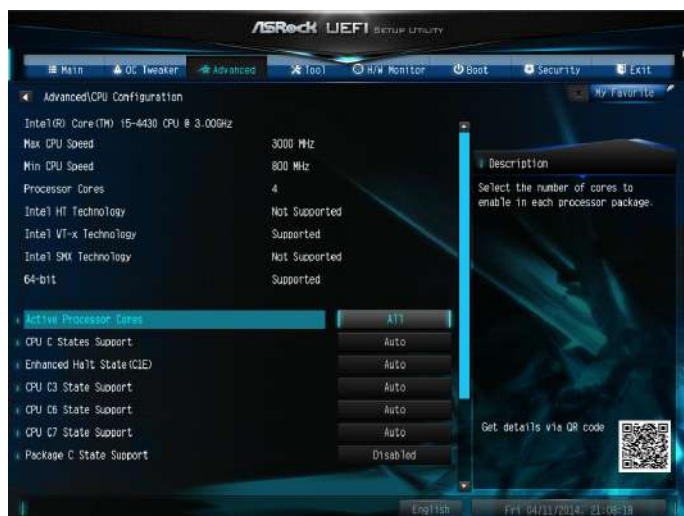 ASRock UEFI SETUP UTILITY
Main OC Tweaker Advanced Tool H/W Monitor Boot Security Exit
Advanced\CPU Configuration
My Favorite
Intel(R) Core(TM) i5-4430 CPU @ 3.00GHz
Max CPU Speed 3000 MHz
Min CPU Speed 800 MHz
Processor Cores 4
Intel HT Technology Not Supported
Intel VT-x Technology Supported
Intel SMX Technology Not Supported
64-bit Supported
Active Processor Cores All
CPU C States Support Auto
Enhanced Halt State(C1E) Auto
CPU C3 State Support Auto
CPU C6 State Support Auto
CPU C7 State Support Auto
Package C State Support Disabled
Description
Select the number of cores to
enable in each processor package.
Get details via QR code
English Fri 04/11/2014, 21:08:18